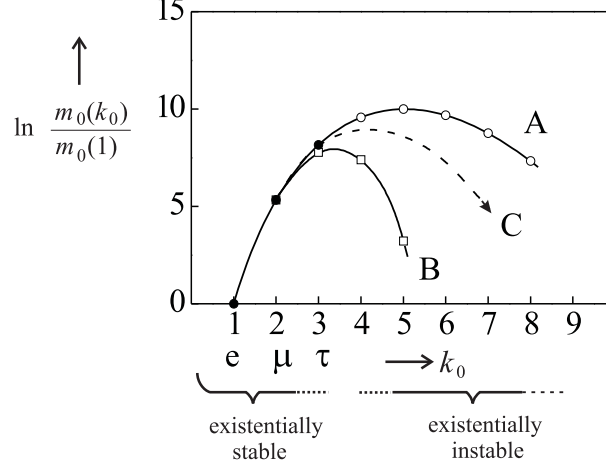 15
10
5
0
ln m₀(k₀)
m₀(1)
A
C
B
1 2 3 4 5 6 7 8 9
e μ τ
k₀
existentially
stable
existentially
instable